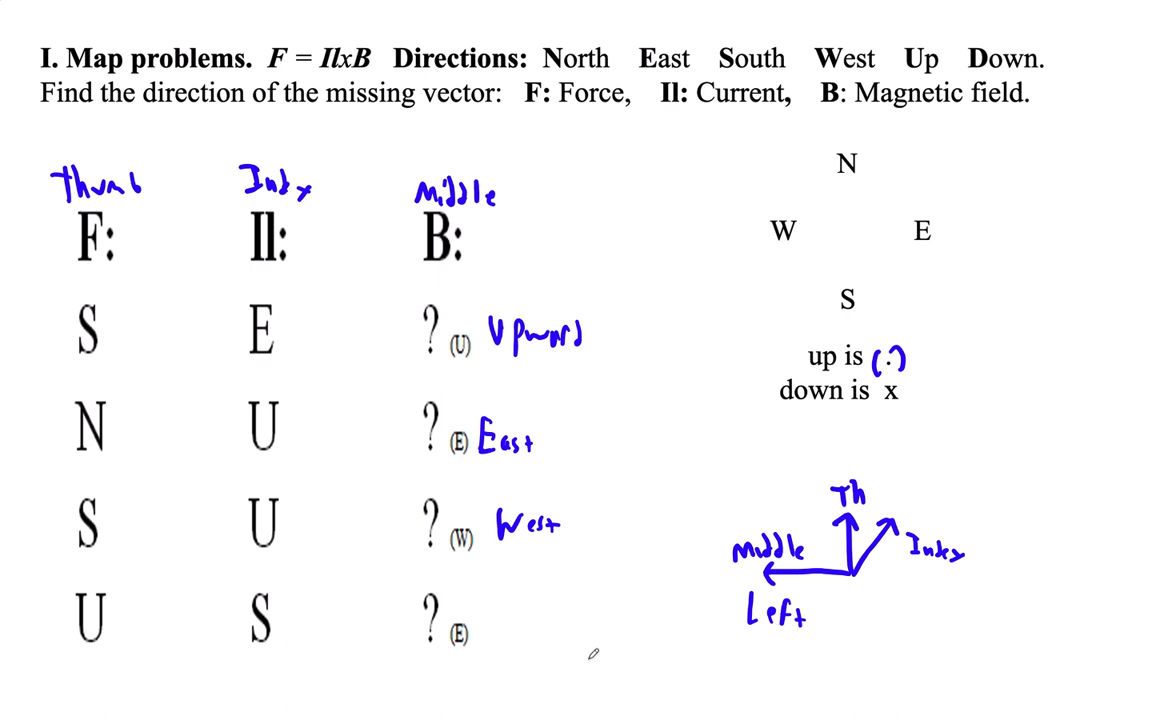 I. Map problems. F = IlxB Directions: North East South West Up Down.
Find the direction of the missing vector: F: Force, Il: Current, B: Magnetic field.
Thumb Index Middle
F: Il: B:
S E ? (U) Upward
N U ? (E) East
S U ? (W) West
U S ? (E)
N
W E
S
up is (.)
down is x
Th
Middle Index
Left